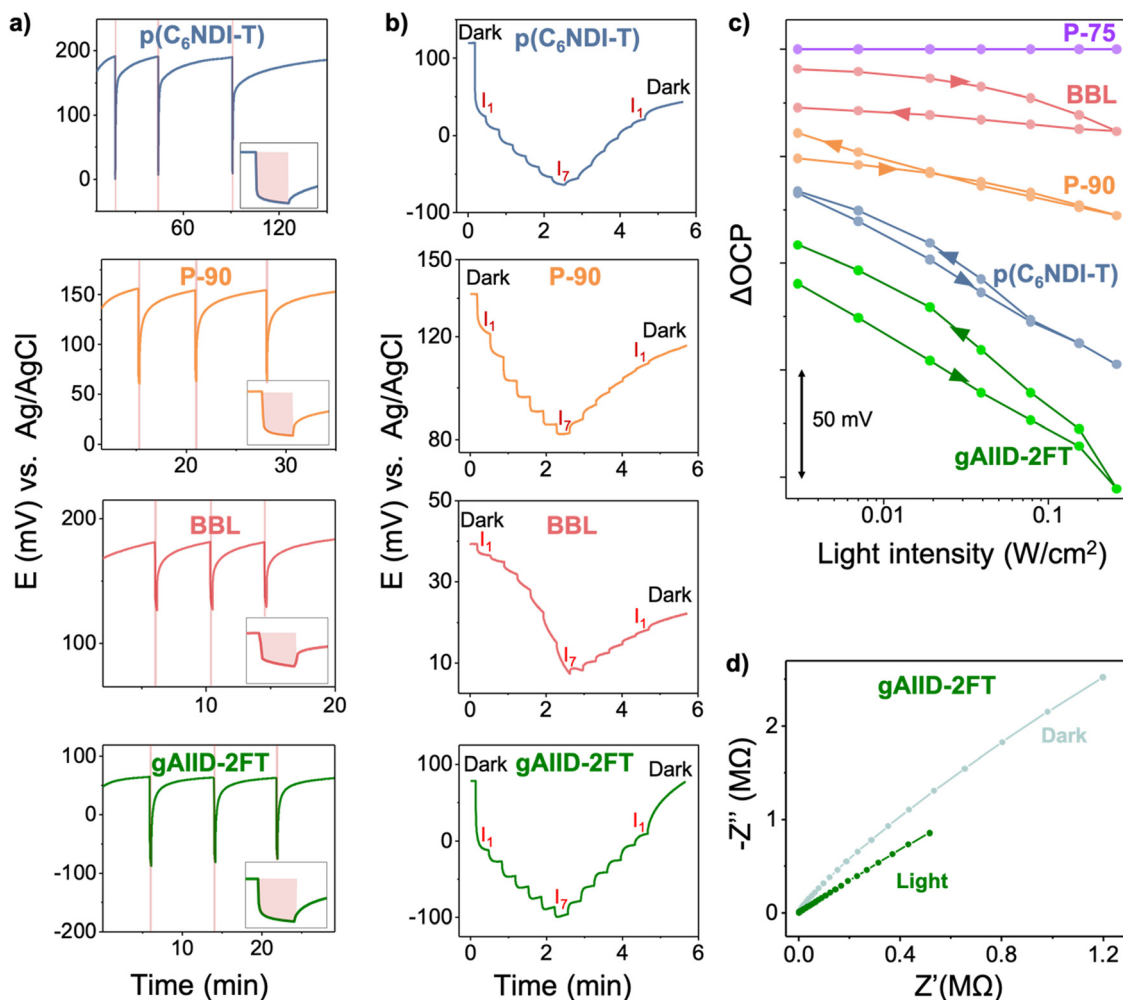 a)
E (mV) vs. Ag/AgCl
p(C₆NDI-T)
200
100
0
60
120
P-90
150
100
50
0
20
30
BBL
200
100
10
20
gAIID-2FT
100
0
-100
-200
10
20
Time (min)
b)
E (mV) vs. Ag/AgCl
Dark
p(C₆NDI-T)
Dark
I₁
I₇
I₁
100
0
-100
0
2
4
6
Dark
P-90
Dark
I₁
I₇
I₁
150
120
80
0
2
4
6
Dark
BBL
Dark
I₁
I₇
I₁
50
30
10
0
2
4
6
Dark
gAIID-2FT
Dark
I₁
I₇
I₁
100
0
-100
0
2
4
6
Time (min)
c)
P-75
BBL
P-90
p(C₆NDI-T)
gAIID-2FT
ΔOCP
50 mV
0.01
0.1
Light intensity (W/cm²)
d)
gAIID-2FT
Dark
Light
-Z'' (MΩ)
2
1
0
0.0
0.4
0.8
1.2
Z'(MΩ)